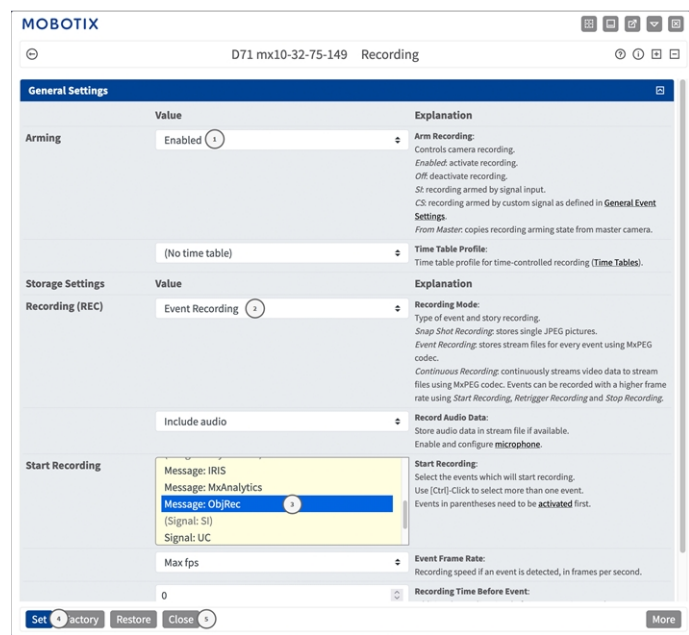 MOBOTIX
D71 mx10-32-75-149 Recording
General Settings
Value Explanation
Arming Enabled 1 Arm Recording:
Controls camera recording.
Enabled: activate recording.
Off: deactivate recording.
SI: recording armed by signal input.
CS: recording armed by custom signal as defined in General Event
Settings.
From Master: copies recording arming state from master camera.
(No time table) Time Table Profile:
Time table profile for time-controlled recording (Time Tables).
Storage Settings Value Explanation
Recording (REC) Event Recording 2 Recording Mode:
Type of event and story recording.
Snap Shot Recording: stores single JPEG pictures.
Event Recording: stores stream files for every event using MxPEG
codec.
Continuous Recording: continuously streams video data to stream
files using MxPEG codec. Events can be recorded with a higher frame
rate using Start Recording, Retrigger Recording and Stop Recording.
Include audio Record Audio Data:
Store audio data in stream file if available.
Enable and configure microphone.
Start Recording Start Recording:
Message: IRIS Select the events which will start recording.
Message: MxAnalytics Use [Ctrl]-Click to select more than one event.
Message: ObjRec 3 Events in parentheses need to be activated first.
(Signal: SI)
Signal: UC
Max fps Event Frame Rate:
Recording speed if an event is detected, in frames per second.
0 Recording Time Before Event:
Set 4 actory Restore Close 5 More